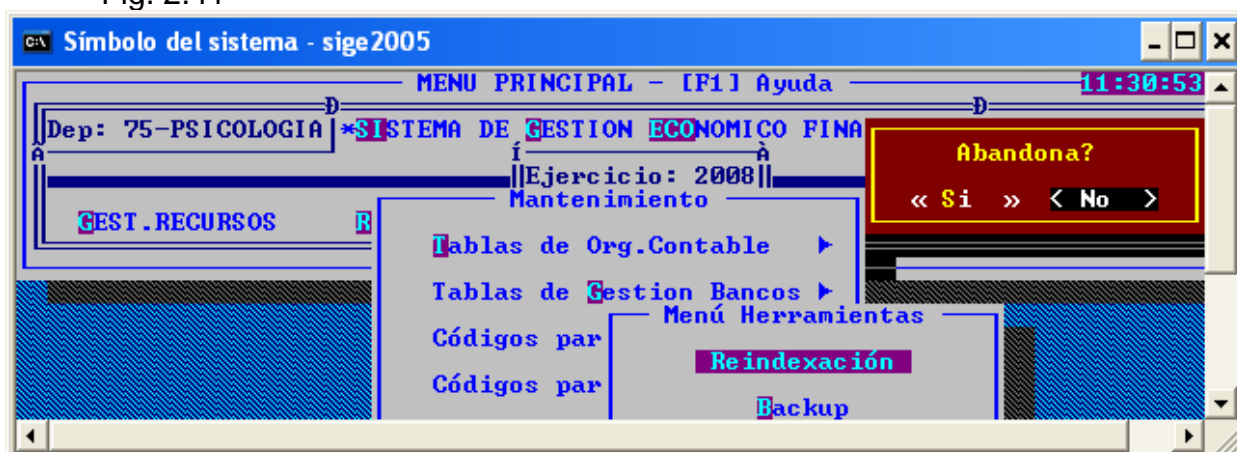 Símbolo del sistema - sige2005
MENU PRINCIPAL - [F1] Ayuda 11:30:53
Dep: 75-PSICOLOGIA *SISTEMA DE GESTION ECONOMICO FINA
Abandona?
Ejercicio: 2008
« Si » < No >
Mantenimiento
GEST.RECURSOS R
Tablas de Org.Contable
Tablas de Gestion Bancos
Menú Herramientas
Códigos par
Reindexación
Códigos par
Backup